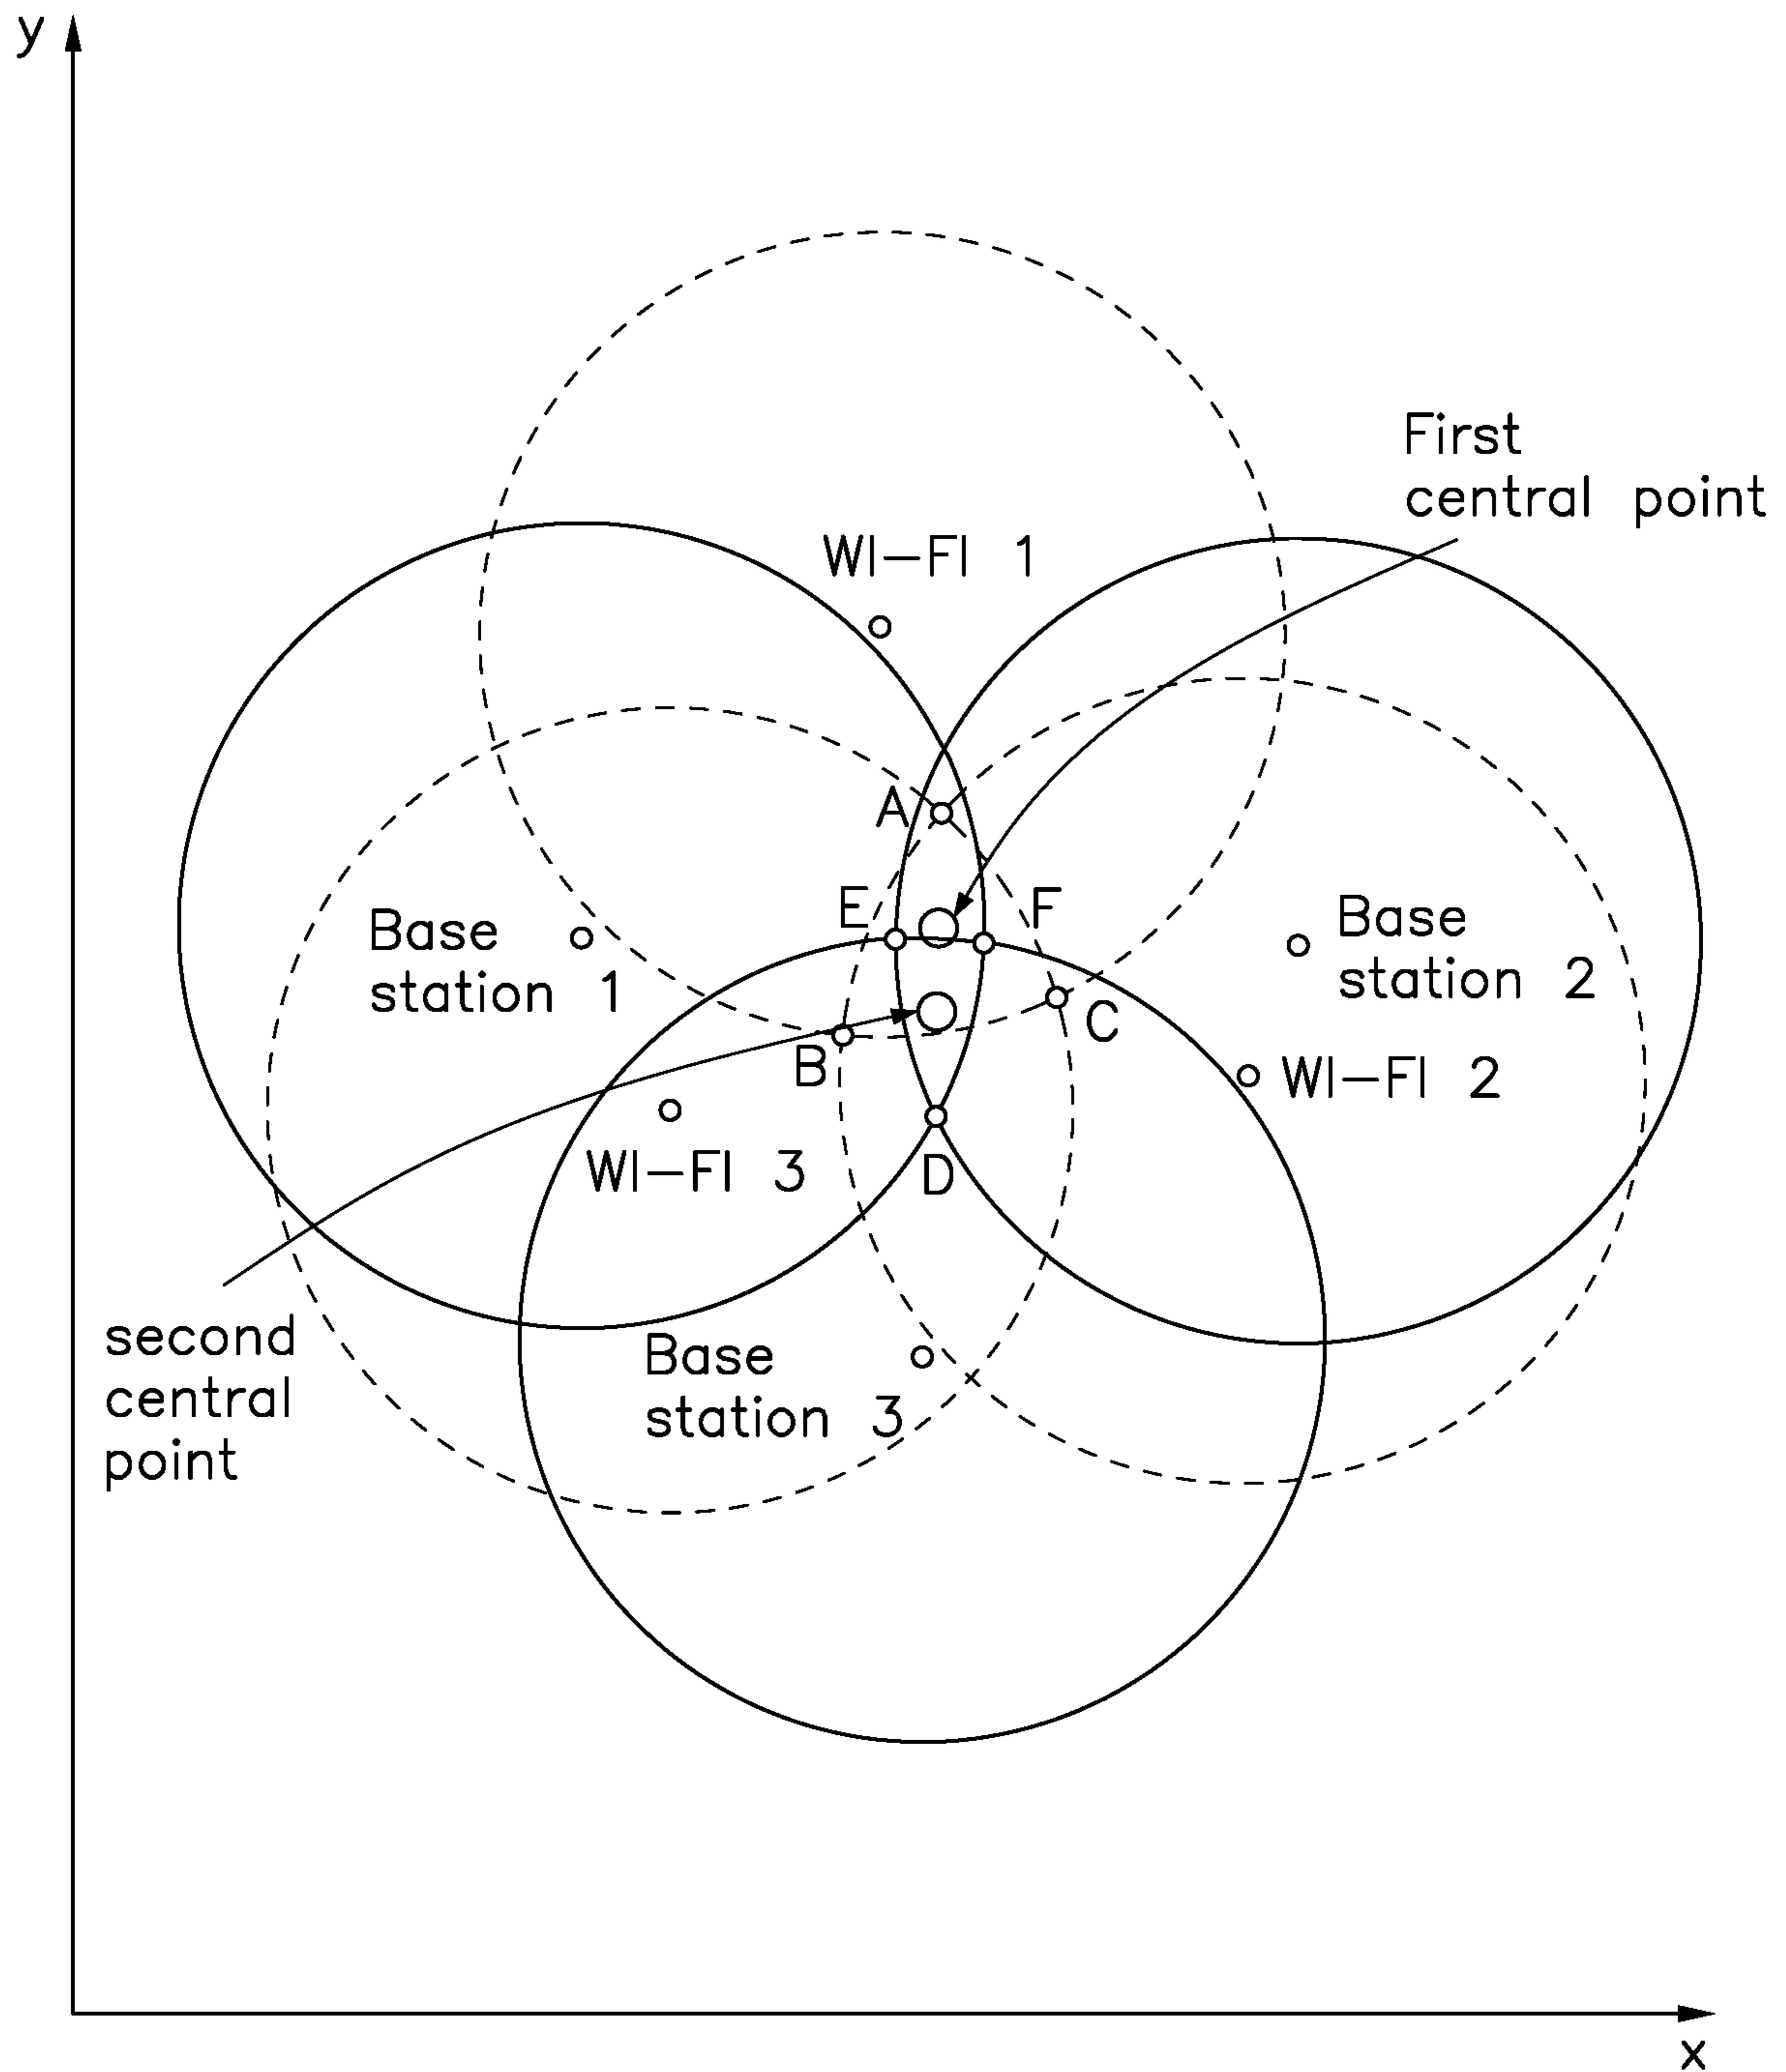 y
First
central point
WI-FI 1
A
E
F
Base
station 1
Base
station 2
C
B
WI-FI 2
WI-FI 3
D
second
central
point
Base
station 3
x